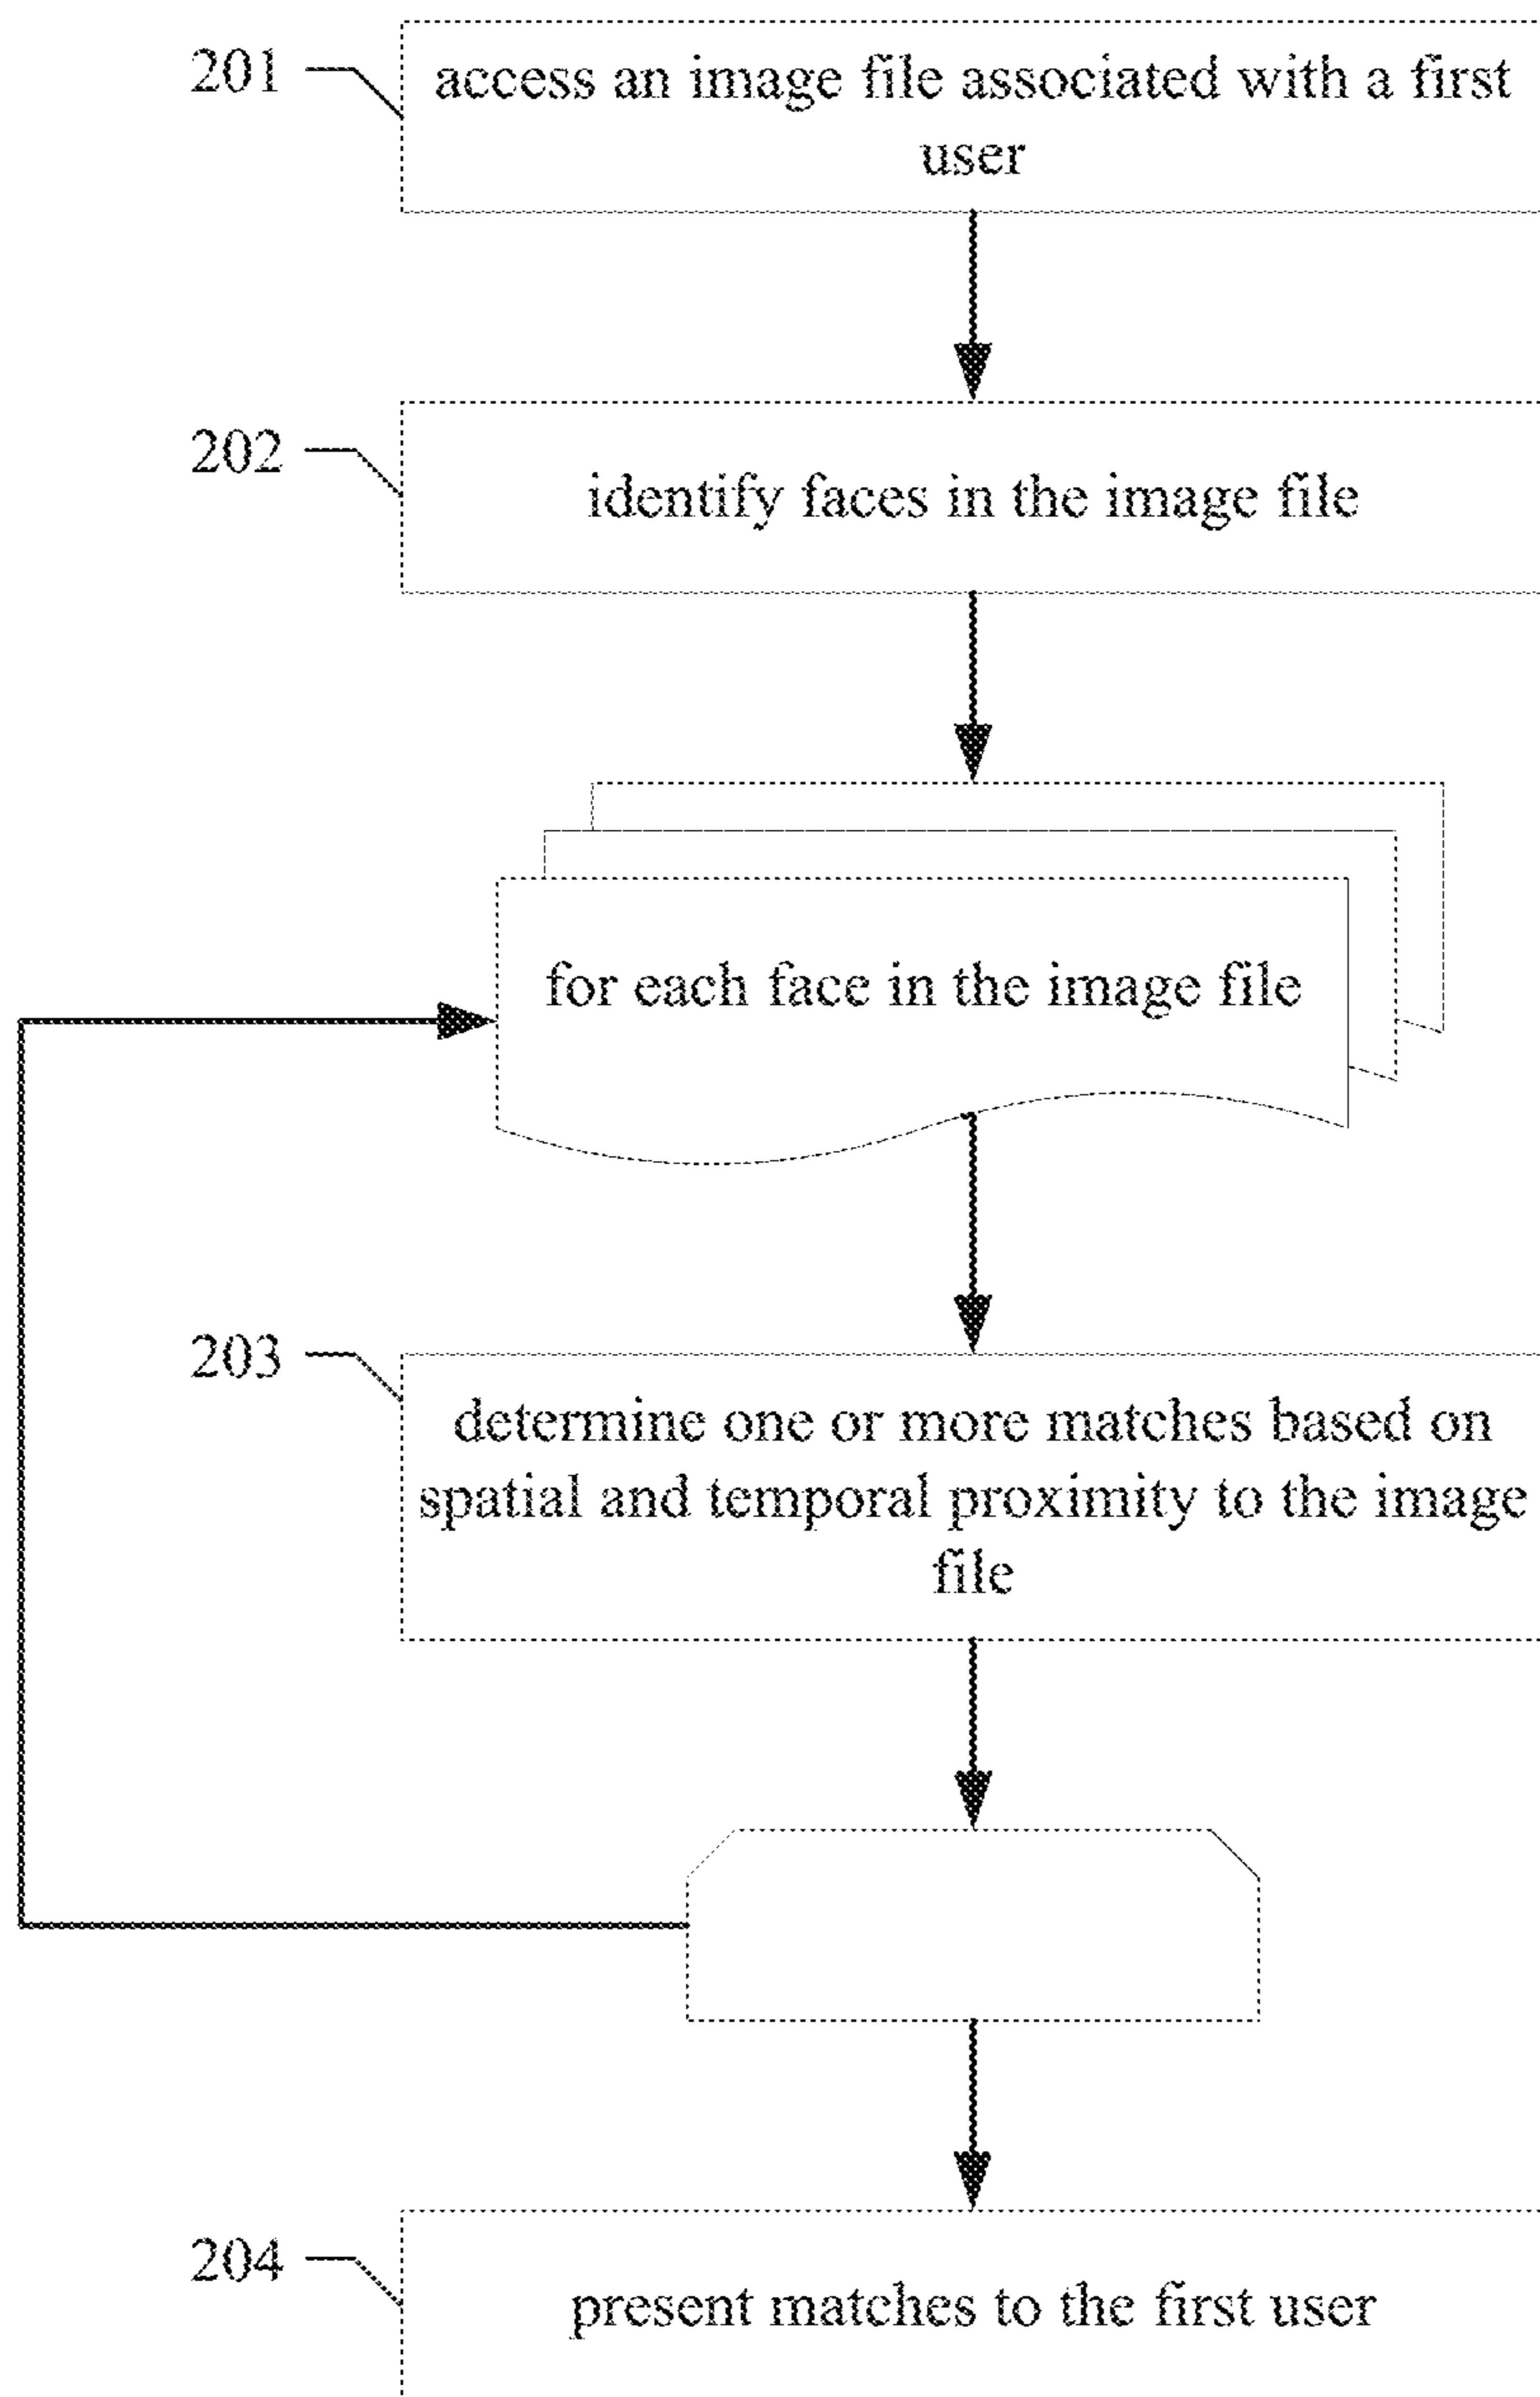 201
access an image file associated with a first
user
202
identify faces in the image file
for each face in the image file
203
determine one or more matches based on
spatial and temporal proximity to the image
file
204
present matches to the first user